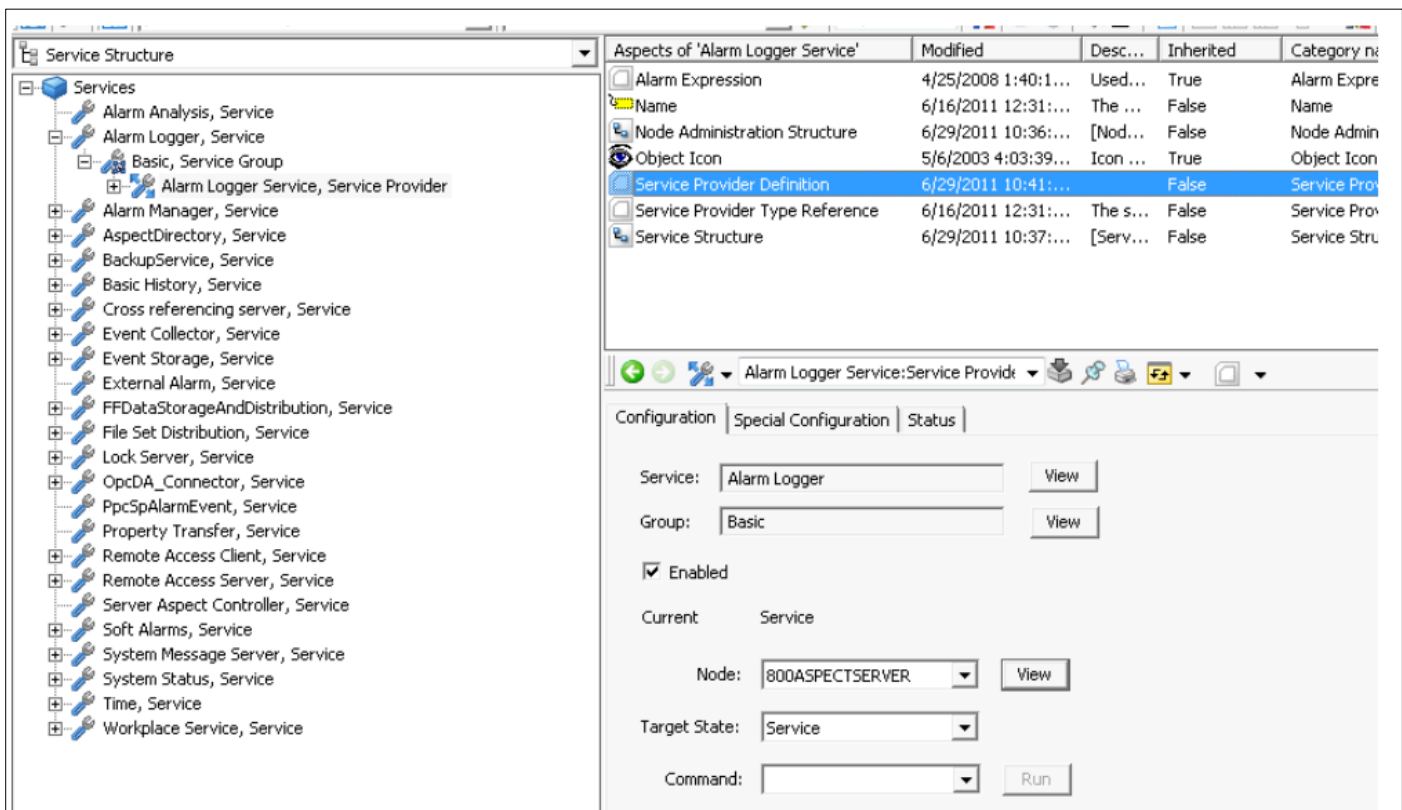 Service Structure
Services
Alarm Analysis, Service
Alarm Logger, Service
Basic, Service Group
Alarm Logger Service, Service Provider
Alarm Manager, Service
AspectDirectory, Service
BackupService, Service
Basic History, Service
Cross referencing server, Service
Event Collector, Service
Event Storage, Service
External Alarm, Service
FFDataStorageAndDistribution, Service
File Set Distribution, Service
Lock Server, Service
OpcDA_Connector, Service
PpcSpAlarmEvent, Service
Property Transfer, Service
Remote Access Client, Service
Remote Access Server, Service
Server Aspect Controller, Service
Soft Alarms, Service
System Message Server, Service
System Status, Service
Time, Service
Workplace Service, Service
Aspects of 'Alarm Logger Service' Modified Desc... Inherited Category na
Alarm Expression 4/25/2008 1:40:1... Used... True Alarm Expre
Name 6/16/2011 12:31:... The ... False Name
Node Administration Structure 6/29/2011 10:36:... [Nod... False Node Admin
Object Icon 5/6/2003 4:03:39... Icon ... True Object Icon
Service Provider Definition 6/29/2011 10:41:... False Service Prov
Service Provider Type Reference 6/16/2011 12:31:... The s... False Service Prov
Service Structure 6/29/2011 10:37:... [Serv... False Service Stru
Alarm Logger Service:Service Provide
Configuration Special Configuration Status
Service: Alarm Logger View
Group: Basic View
Enabled
Current Service
Node: 800ASPECTSERVER View
Target State: Service
Command: Run